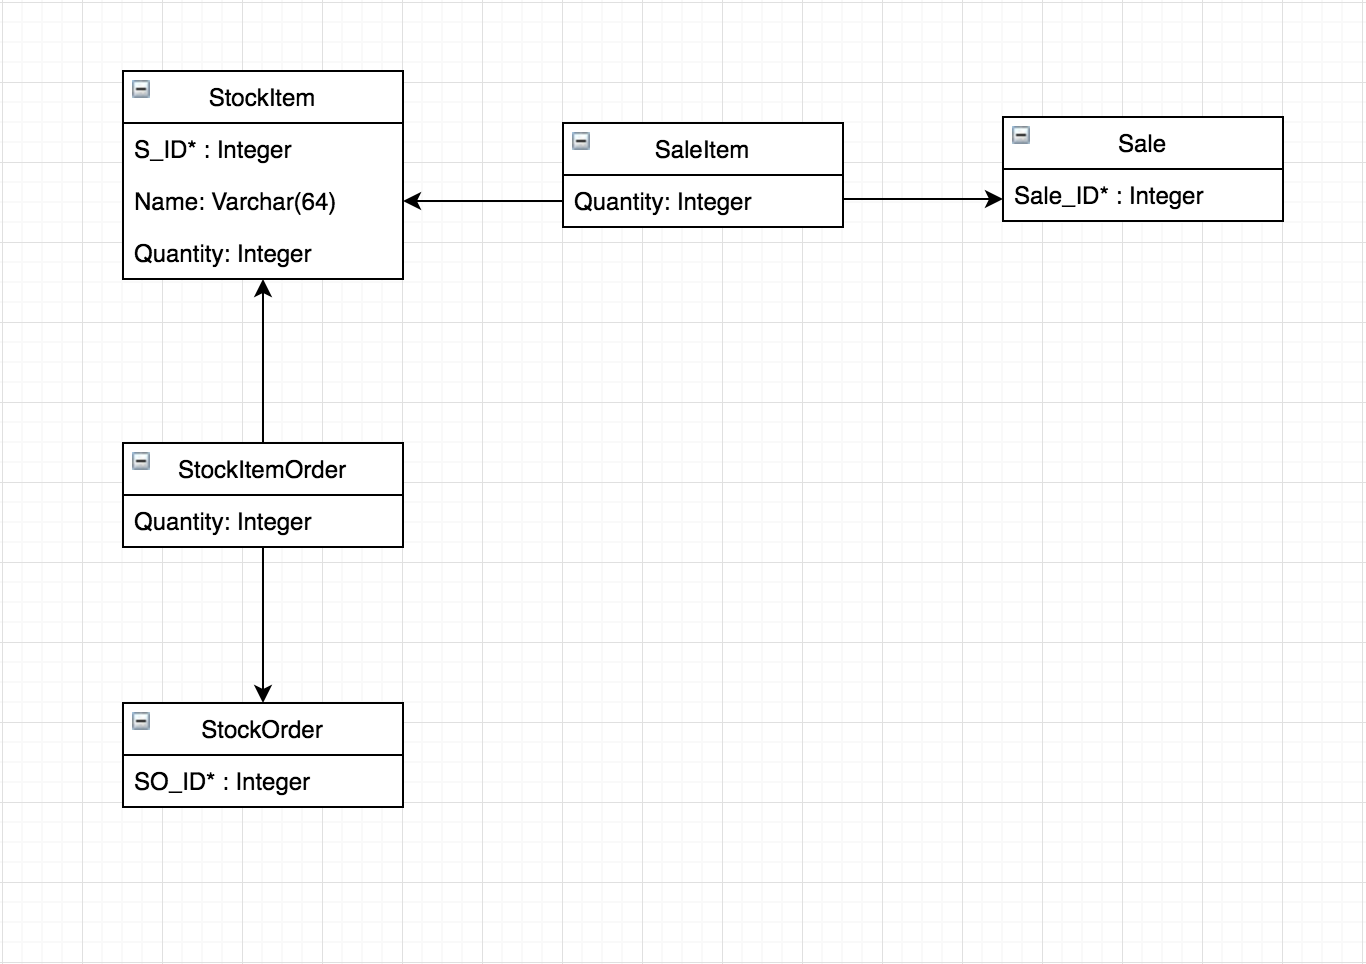 StockItem
S_ID* : Integer
Name: Varchar(64)
Quantity: Integer
SaleItem
Quantity: Integer
Sale
Sale_ID* : Integer
StockItemOrder
Quantity: Integer
StockOrder
SO_ID* : Integer